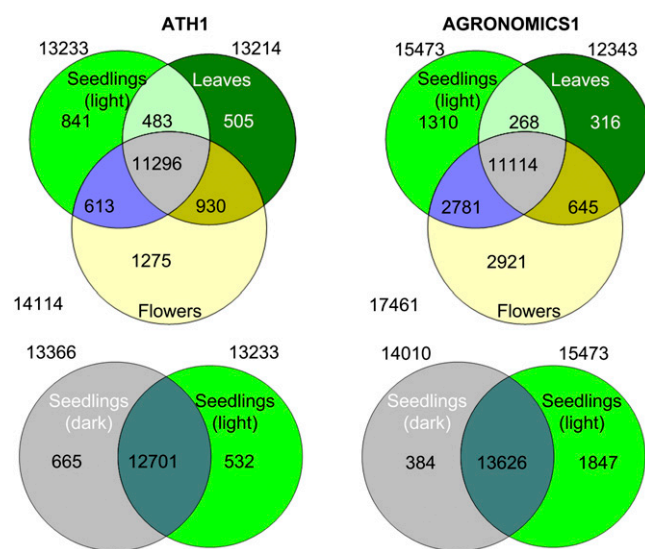 ATH1
13233
13214
Seedlings
(light)
Leaves
841
483
505
11296
613
930
1275
Flowers
14114
AGRONOMICS1
15473
12343
Seedlings
(light)
Leaves
1310
268
316
11114
2781
645
2921
Flowers
17461
13366
13233
Seedlings
(dark)
Seedlings
(light)
665
12701
532
14010
15473
Seedlings
(dark)
Seedlings
(light)
384
13626
1847